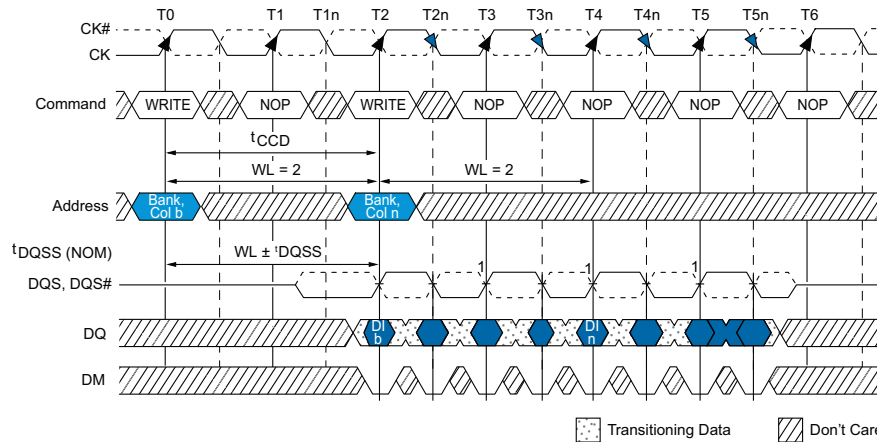 T0 T1 T1n T2 T2n T3 T3n T4 T4n T5 T5n T6
CK#
CK
Command WRITE NOP WRITE NOP NOP NOP NOP
tCCD
WL = 2 WL = 2
Address Bank, Col b Bank, Col n
tDQSS (NOM) WL ± tDQSS
DQS, DQS# 1 1 1
DQ DI b DI n
DM
Transitioning Data Don't Care